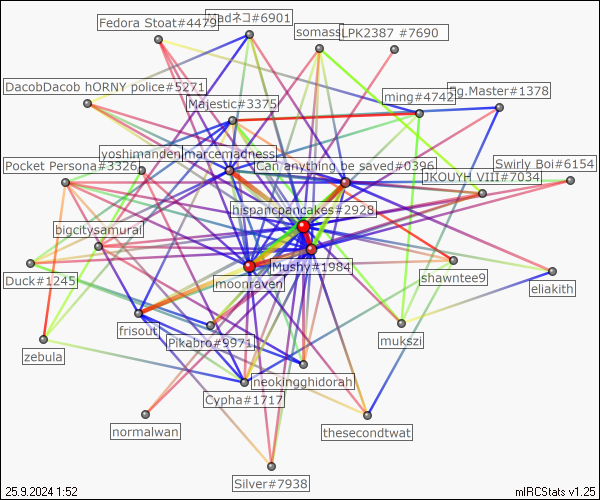 Fedora Stoat#4479
adネコ#6901
somass
LPK2387 #7690
DacobDacob hORNY police#5271
Majestic#3375
ming#4742
g.Master#1378
yoshimanden
marcemadness
Can anything be saved#0396
Pocket Persona#3326
Swirly Boi#6154
JKOUYH VIII#7034
hispancpancakes#2928
bigcitysamurai
Mushy#1984
Duck#1245
moonraven
shawntee9
eliakith
frisout
Pikabro#9971
mukszi
zebula
neokingghidorah
Cypha#1717
normalwan
thesecondtwat
Silver#7938
25.9.2024 1:52
mIRCStats v1.25